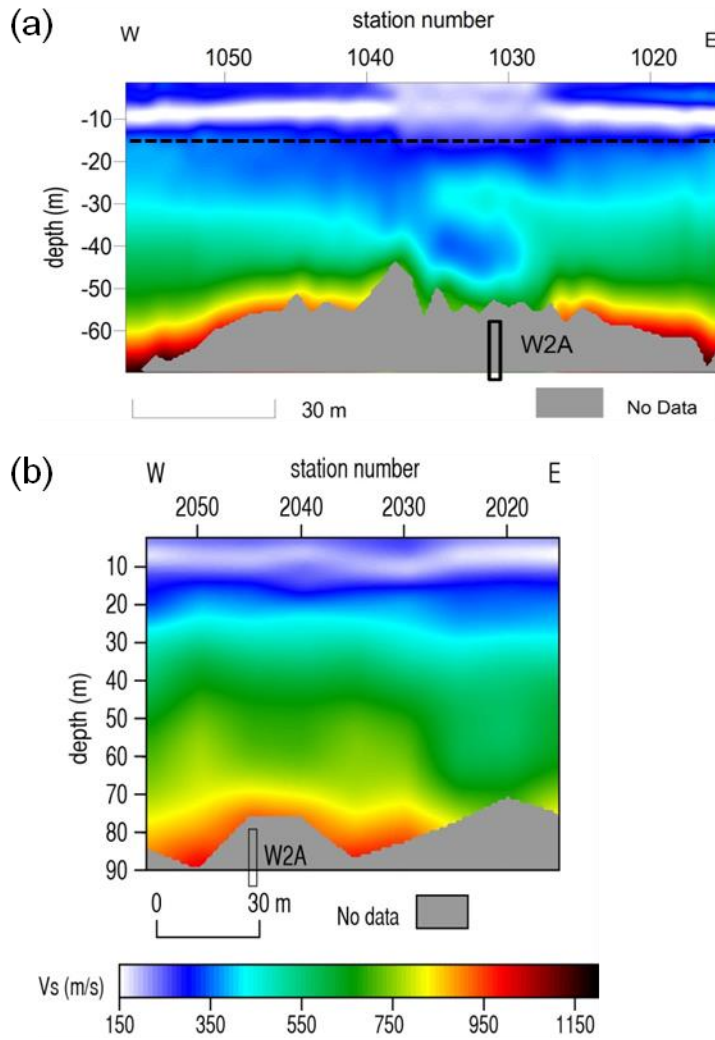 (a)
station number
W E
1050 1040 1030 1020
depth (m)
-10
-20
-30
-40
-50
-60
W2A
30 m
No Data
(b)
station number
W E
2050 2040 2030 2020
depth (m)
10
20
30
40
50
60
70
80
90
W2A
0 30 m
No data
Vs (m/s)
150 350 550 750 950 1150